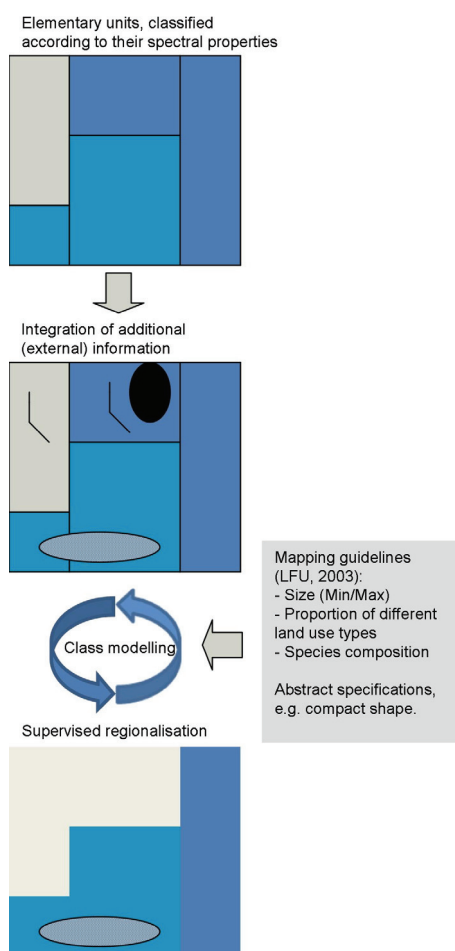 Elementary units, classified
according to their spectral properties
Integration of additional
(external) information
Mapping guidelines
(LFU, 2003):
- Size (Min/Max)
- Proportion of different
land use types
- Species composition
Abstract specifications,
e.g. compact shape.
Class modelling
Supervised regionalisation